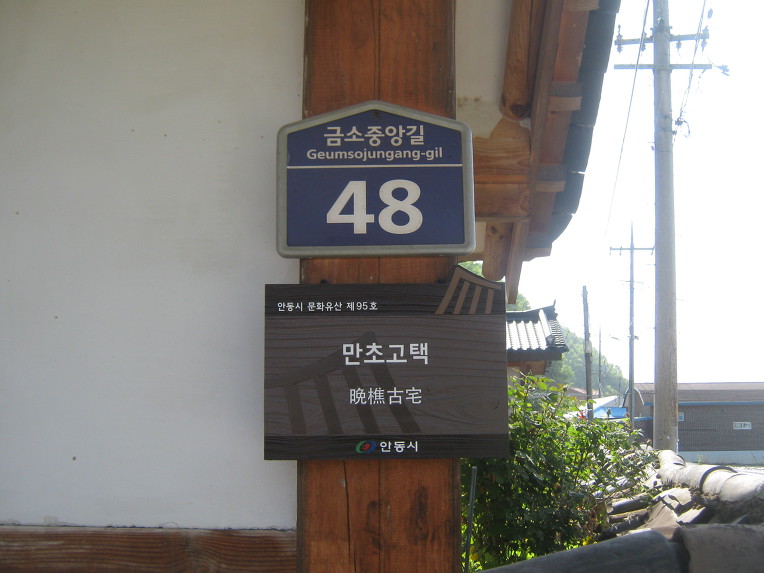 금소중앙길
Geumsojungang-gil
48
안동시 문화유산 제95호
만초고택
晩樵古宅
안동시